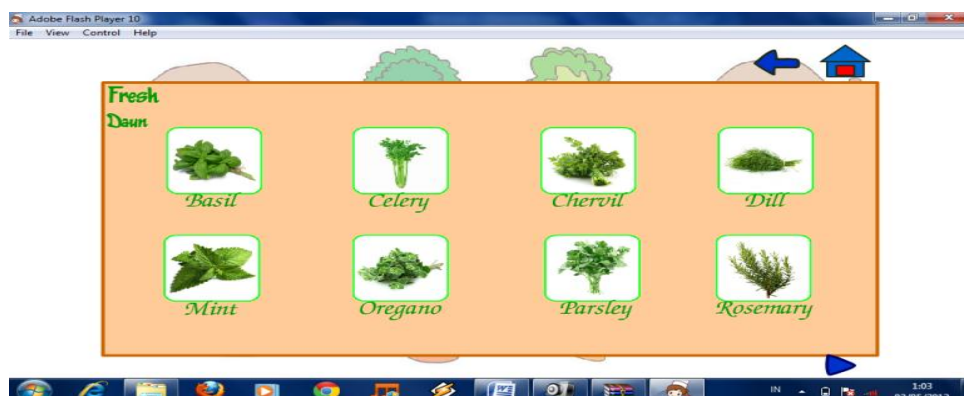 Adobe Flash Player 10
File View Control Help
Fresh
Daun
Basil Celery Chervil Dill
Mint Oregano Parsley Rosemary
IN 1:03